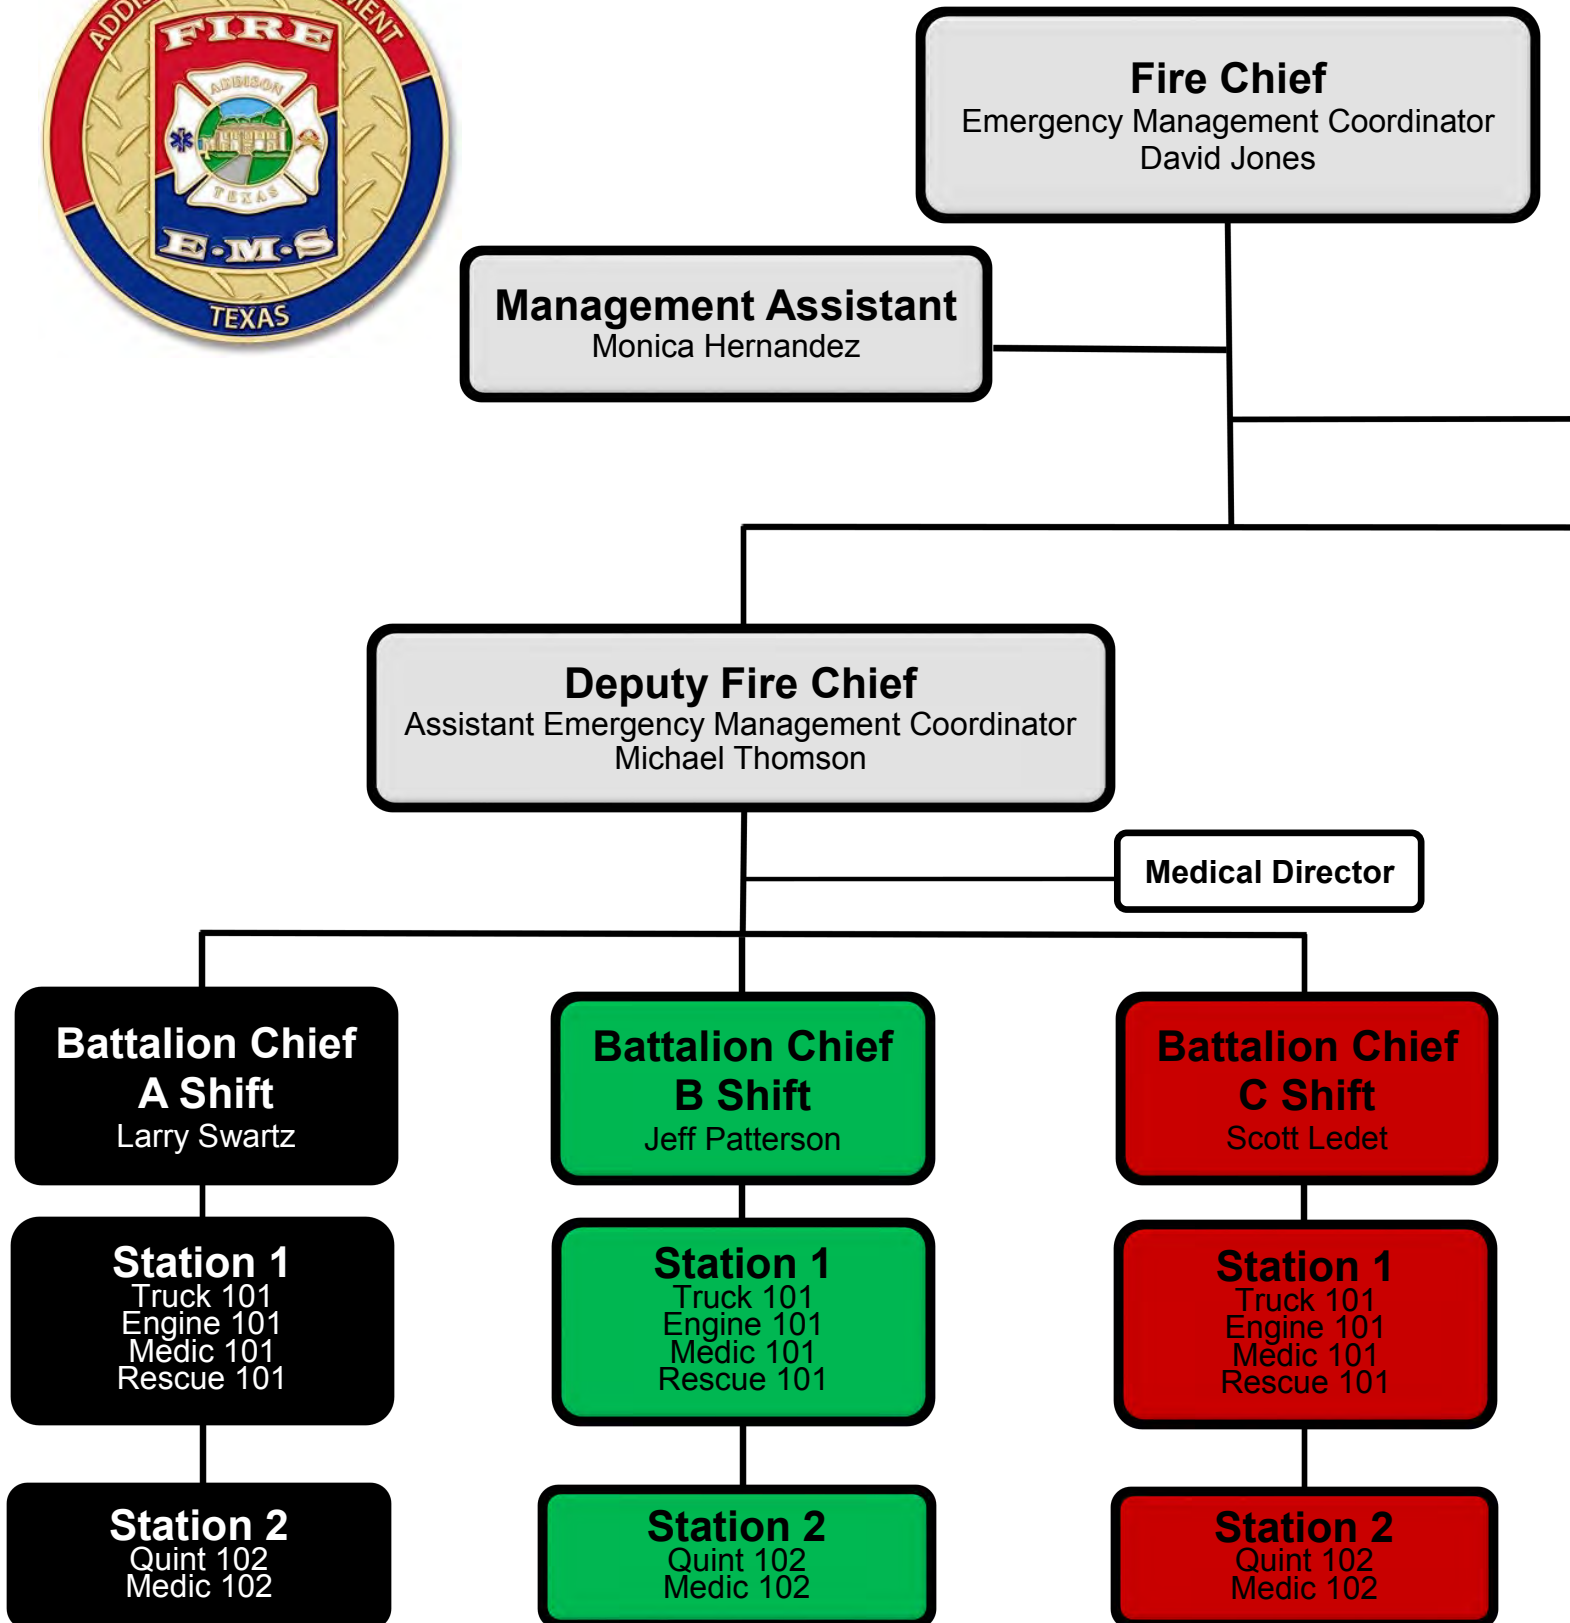 FIRE
ADDISON
TEXAS
E·M·S
TEXAS
Fire Chief
Emergency Management Coordinator
David Jones
Management Assistant
Monica Hernandez
Deputy Fire Chief
Assistant Emergency Management Coordinator
Michael Thomson
Medical Director
Battalion Chief
A Shift
Larry Swartz
Battalion Chief
B Shift
Jeff Patterson
Battalion Chief
C Shift
Scott Ledet
Station 1
Truck 101
Engine 101
Medic 101
Rescue 101
Station 1
Truck 101
Engine 101
Medic 101
Rescue 101
Station 1
Truck 101
Engine 101
Medic 101
Rescue 101
Station 2
Quint 102
Medic 102
Station 2
Quint 102
Medic 102
Station 2
Quint 102
Medic 102